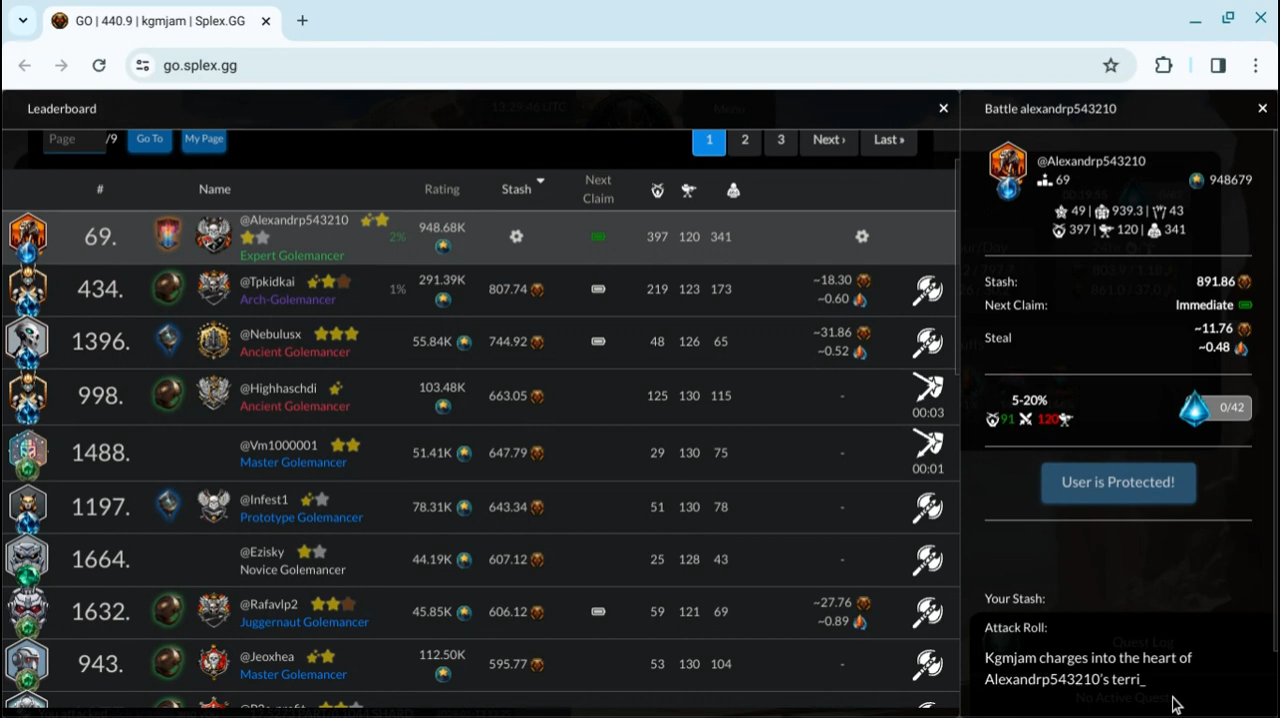 GO | 440.9 | kgmjam | Splex.GG
go.splex.gg
Leaderboard
Battle alexandrp543210
Page /9 Go To My Page 1 2 3 Next › Last »
# Name Rating Stash Next Claim
69. @Alexandrp543210 Expert Golemancer 2% 948.68K 397 120 341
434. @Tpkidkai Arch-Golemancer 1% 291.39K 807.74 219 123 173 ~18.30 ~0.60
1396. @Nebulusx Ancient Golemancer 55.84K 744.92 48 126 65 ~31.86 ~0.52
998. @Highhaschdi Ancient Golemancer 103.48K 663.05 125 130 115 - 00:03
1488. @Vm1000001 Master Golemancer 51.41K 647.79 29 130 75 - 00:01
1197. @Infest1 Prototype Golemancer 78.31K 643.34 51 130 78 -
1664. @Ezisky Novice Golemancer 44.19K 607.12 25 128 43 -
1632. @Rafavlp2 Juggernaut Golemancer 45.85K 606.12 59 121 69 ~27.76 ~0.89
943. @Jeoxhea Master Golemancer 112.50K 595.77 53 130 104 -
@Alexandrp543210
69 948679
49 | 939.3 | 43
397 | 120 | 341
Stash: 891.86
Next Claim: Immediate
Steal ~11.76
~0.48
5-20%
91 120
0/42
User is Protected!
Your Stash:
Attack Roll:
Kgmjam charges into the heart of
Alexandrp543210's terri_